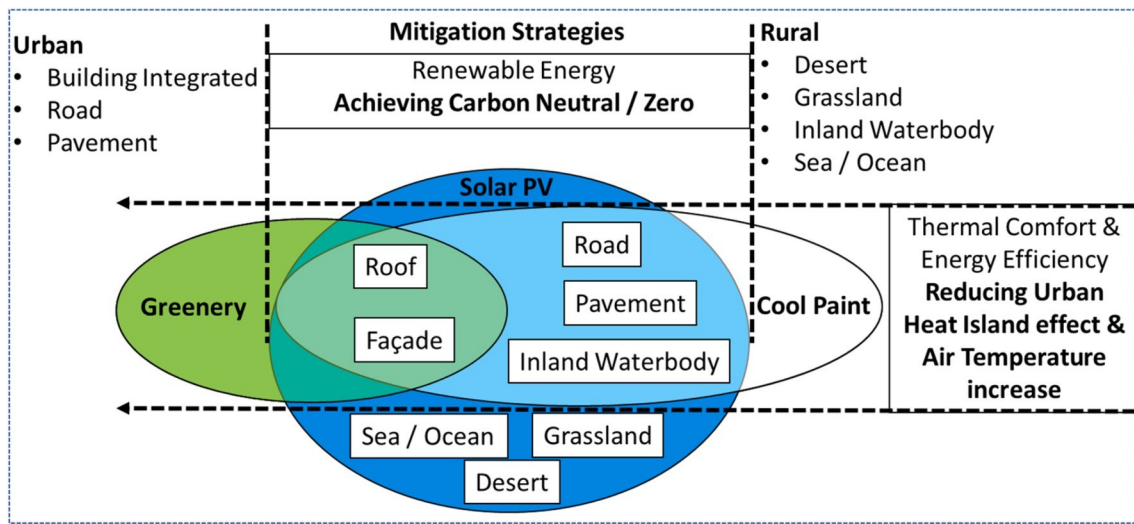 Urban
• Building Integrated
• Road
• Pavement
Mitigation Strategies
Renewable Energy
Achieving Carbon Neutral / Zero
Rural
• Desert
• Grassland
• Inland Waterbody
• Sea / Ocean
Solar PV
Greenery
Roof
Façade
Road
Pavement
Inland Waterbody
Cool Paint
Thermal Comfort &
Energy Efficiency
Reducing Urban
Heat Island effect &
Air Temperature
increase
Sea / Ocean
Grassland
Desert